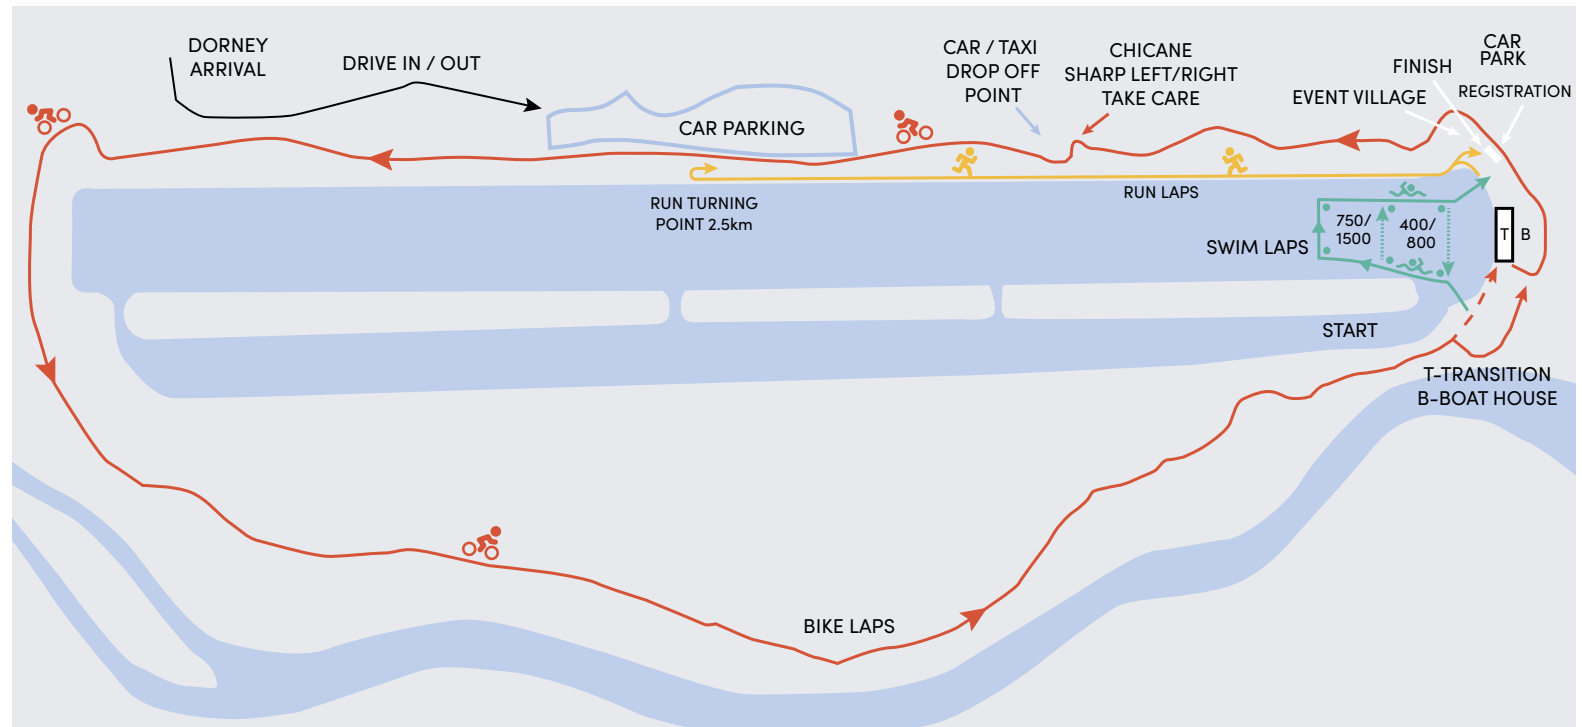 DORNEY
ARRIVAL
DRIVE IN / OUT
CAR PARKING
CAR / TAXI
DROP OFF
POINT
CHICANE
SHARP LEFT/RIGHT
TAKE CARE
CAR
PARK
FINISH
REGISTRATION
EVENT VILLAGE
RUN TURNING
POINT 2.5km
RUN LAPS
750/
1500
400/
800
SWIM LAPS
T
B
START
T-TRANSITION
B-BOAT HOUSE
BIKE LAPS